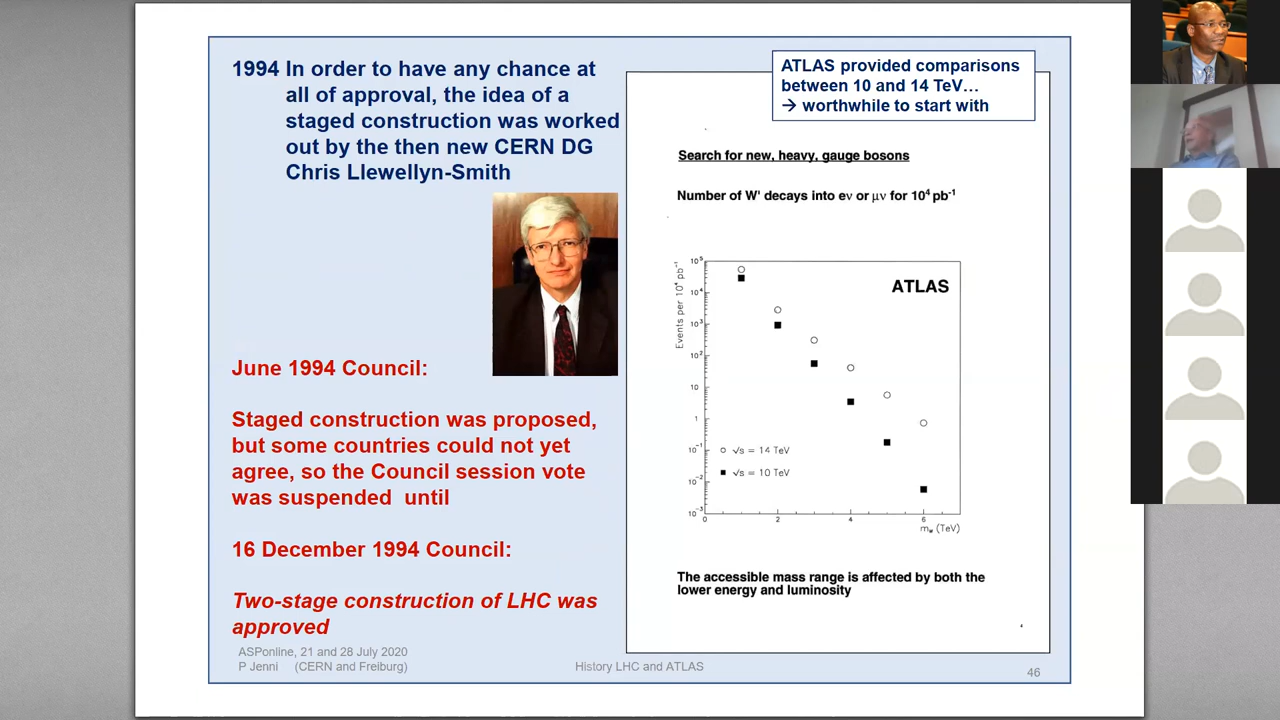 1994 In order to have any chance at
all of approval, the idea of a
staged construction was worked
out by the then new CERN DG
Chris Llewellyn-Smith
June 1994 Council:
Staged construction was proposed,
but some countries could not yet
agree, so the Council session vote
was suspended until
16 December 1994 Council:
Two-stage construction of LHC was
approved
ATLAS provided comparisons
between 10 and 14 TeV…
→ worthwhile to start with
Search for new, heavy, gauge bosons
Number of W' decays into eν or μν for 10⁴ pb⁻¹
Events per 10⁴ pb⁻¹
10⁵
10⁴
10³
10²
10
1
10⁻¹
10⁻²
10⁻³
ATLAS
√s = 14 TeV
√s = 10 TeV
0 2 4 6
(TeV)
The accessible mass range is affected by both the
lower energy and luminosity
ASPonline, 21 and 28 July 2020
P Jenni (CERN and Freiburg)
History LHC and ATLAS
46